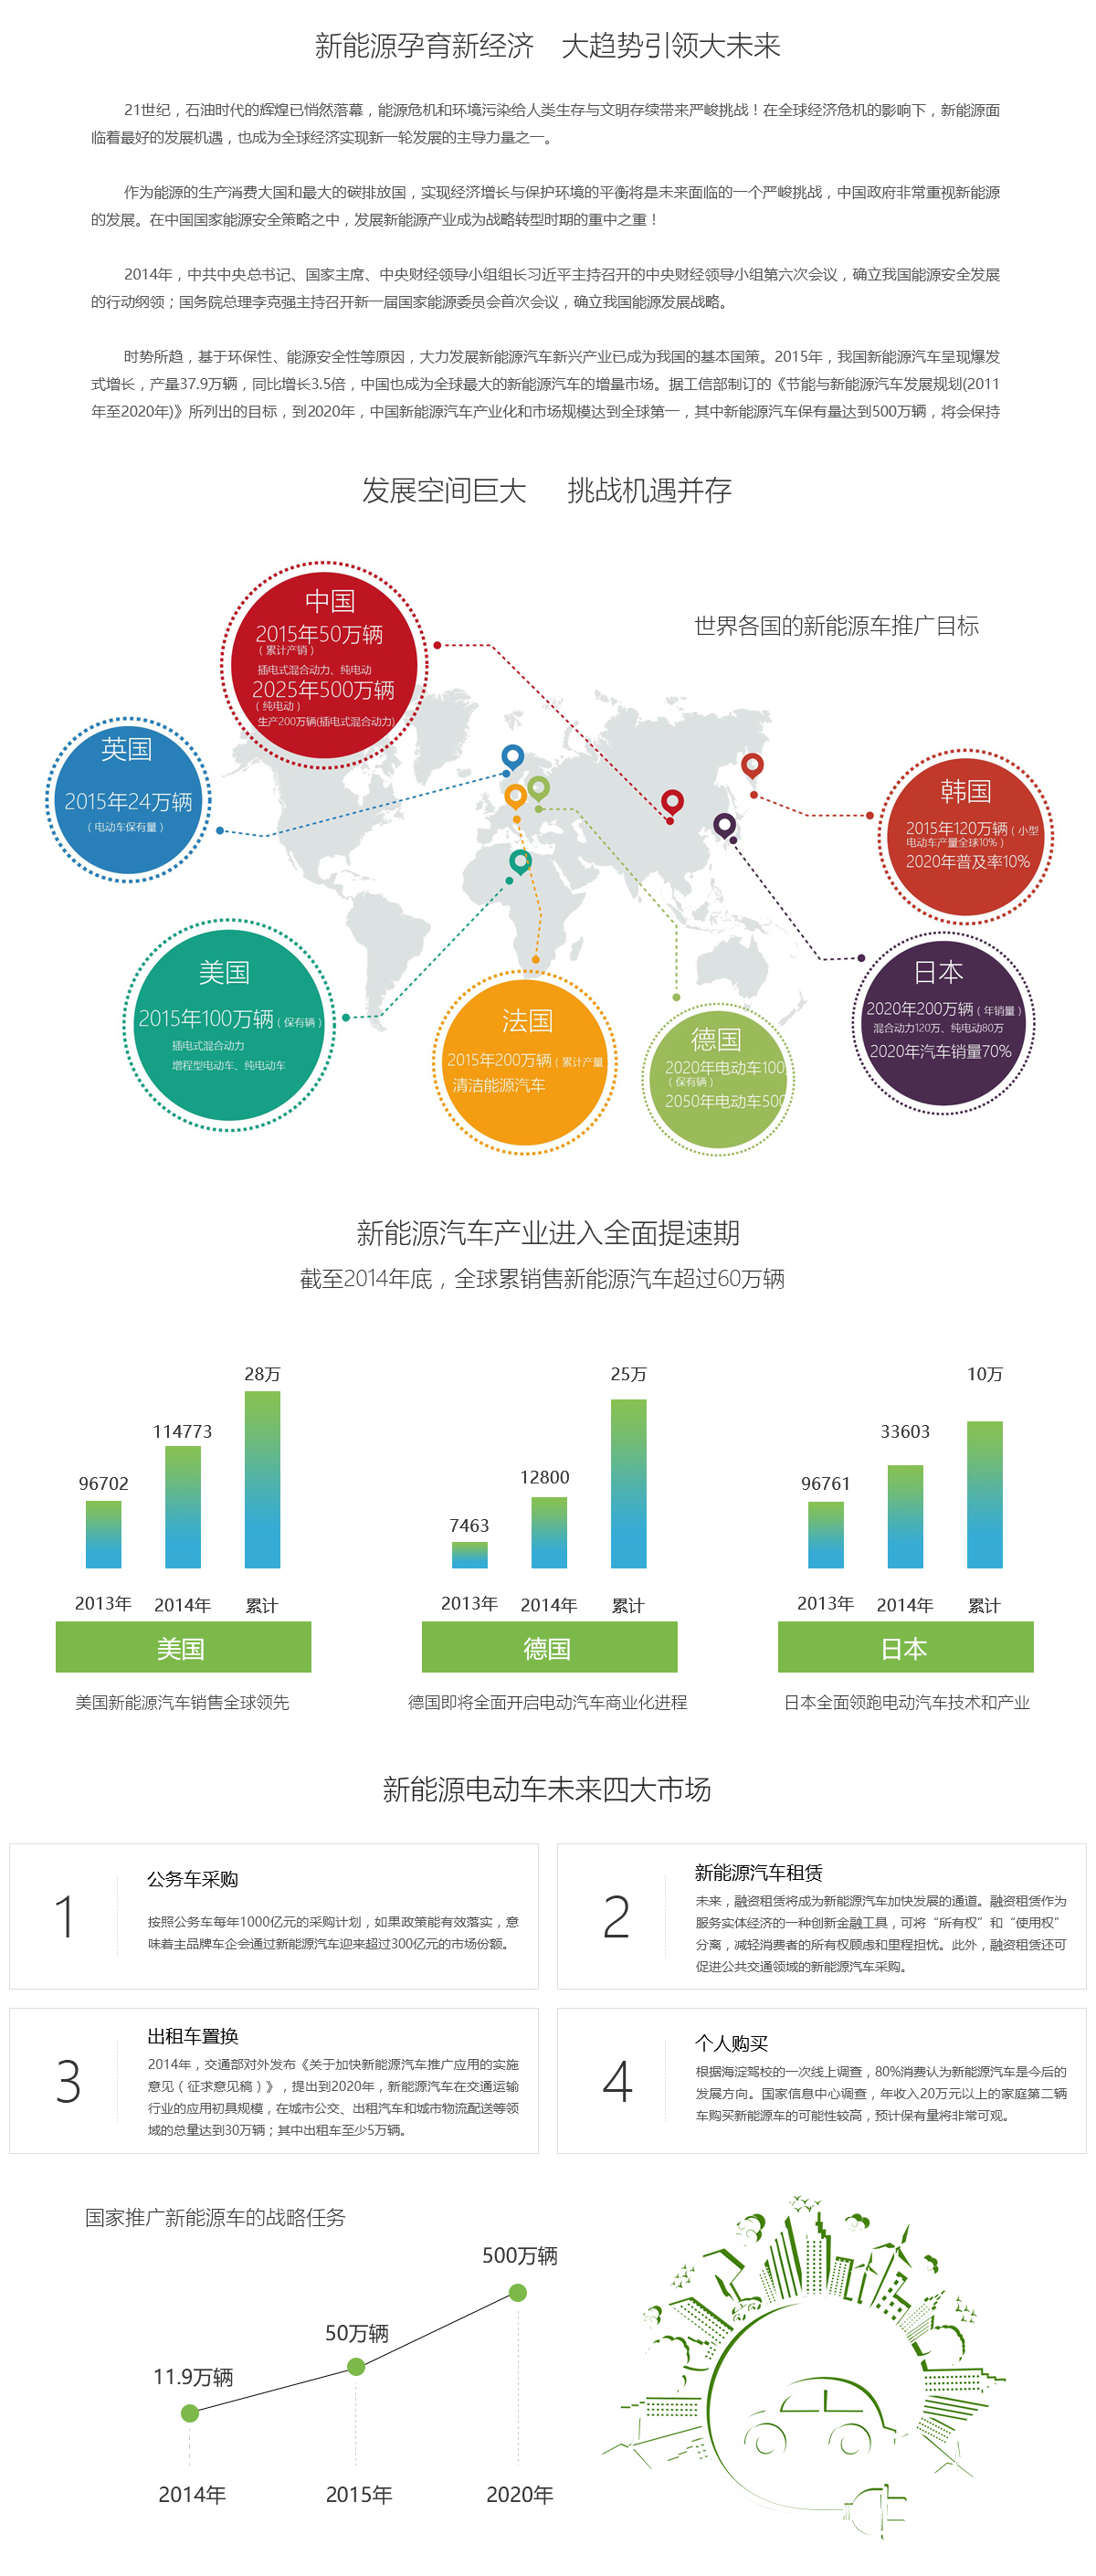 新能源孕育新经济 大趋势引领大未来
21世纪，石油时代的辉煌已悄然落幕，能源危机和环境污染给人类生存与文明存续带来严峻挑战！在全球经济危机的影响下，新能源面
临着最好的发展机遇，也成为全球经济实现新一轮发展的主导力量之一。
作为能源的生产消费大国和最大的碳排放国，实现经济增长与保护环境的平衡将是未来面临的一个严峻挑战，中国政府非常重视新能源
的发展。在中国国家能源安全策略之中，发展新能源产业成为战略转型时期的重中之重！
2014年，中共中央总书记、国家主席、中央财经领导小组组长习近平主持召开的中央财经领导小组第六次会议，确立我国能源安全发展
的行动纲领；国务院总理李克强主持召开新一届国家能源委员会首次会议，确立我国能源发展战略。
时势所趋，基于环保性、能源安全性等原因，大力发展新能源汽车新兴产业已成为我国的基本国策。2015年，我国新能源汽车呈现爆发
式增长，产量37.9万辆，同比增长3.5倍，中国也成为全球最大的新能源汽车的增量市场。据工信部制订的《节能与新能源汽车发展规划(2011
年至2020年)》所列出的目标，到2020年，中国新能源汽车产业化和市场规模达到全球第一，其中新能源汽车保有量达到500万辆，将会保持
发展空间巨大 挑战机遇并存
世界各国的新能源车推广目标
中国
2015年50万辆
（累计产销）
插电式混合动力、纯电动
2025年500万辆
（纯电动）
生产200万辆(插电式混合动力)
英国
2015年24万辆
（电动车保有量）
韩国
2015年120万辆（小型
电动车产量全球10%）
2020年普及率10%
美国
2015年100万辆（保有辆）
插电式混合动力
增程型电动车、纯电动车
法国
2015年200万辆（累计产量
清洁能源汽车
德国
2020年电动车100
（保有辆）
2050年电动车500
日本
2020年200万辆（年销量）
混合动力120万、纯电动80万
2020年汽车销量70%
新能源汽车产业进入全面提速期
截至2014年底，全球累销售新能源汽车超过60万辆
96702
114773
28万
2013年
2014年
累计
美国
美国新能源汽车销售全球领先
7463
12800
25万
2013年
2014年
累计
德国
德国即将全面开启电动汽车商业化进程
96761
33603
10万
2013年
2014年
累计
日本
日本全面领跑电动汽车技术和产业
新能源电动车未来四大市场
1
公务车采购
按照公务车每年1000亿元的采购计划，如果政策能有效落实，意
味着主品牌车企会通过新能源汽车迎来超过300亿元的市场份额。
2
新能源汽车租赁
未来，融资租赁将成为新能源汽车加快发展的通道。融资租赁作为
服务实体经济的一种创新金融工具，可将“所有权”和“使用权”
分离，减轻消费者的所有权顾虑和里程担忧。此外，融资租赁还可
促进公共交通领域的新能源汽车采购。
3
出租车置换
2014年，交通部对外发布《关于加快新能源汽车推广应用的实施
意见（征求意见稿）》，提出到2020年，新能源汽车在交通运输
行业的应用初具规模，在城市公交、出租汽车和城市物流配送等领
域的总量达到30万辆；其中出租车至少5万辆。
4
个人购买
根据海淀驾校的一次线上调查，80%消费认为新能源汽车是今后的
发展方向。国家信息中心调查，年收入20万元以上的家庭第二辆
车购买新能源车的可能性较高，预计保有量将非常可观。
国家推广新能源车的战略任务
11.9万辆
50万辆
500万辆
2014年
2015年
2020年